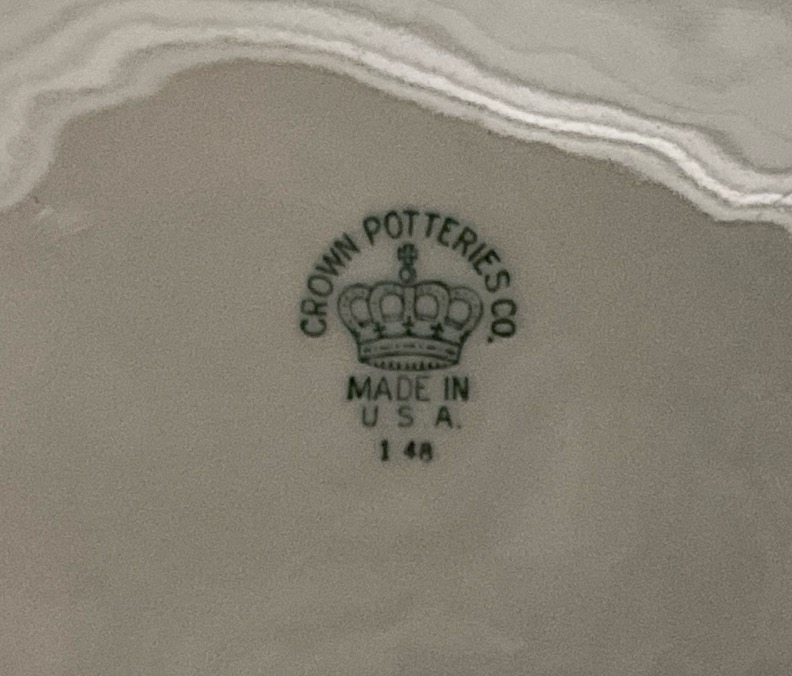 CROWN POTTERIES CO.
MADE IN
U S A.
1 48